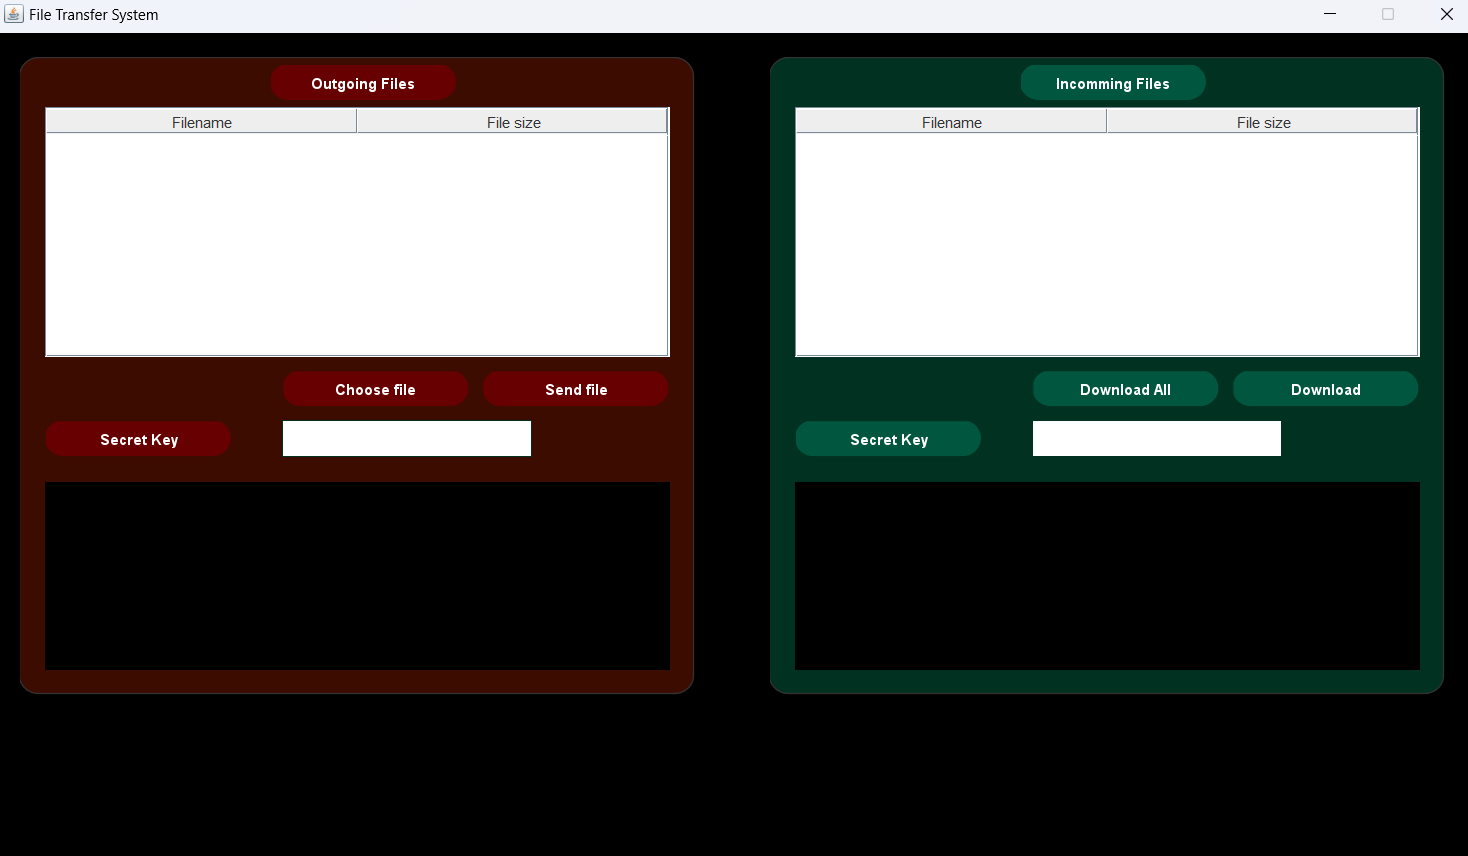 File Transfer System
Outgoing Files
Filename File size
Choose file Send file
Secret Key
Incomming Files
Filename File size
Download All Download
Secret Key